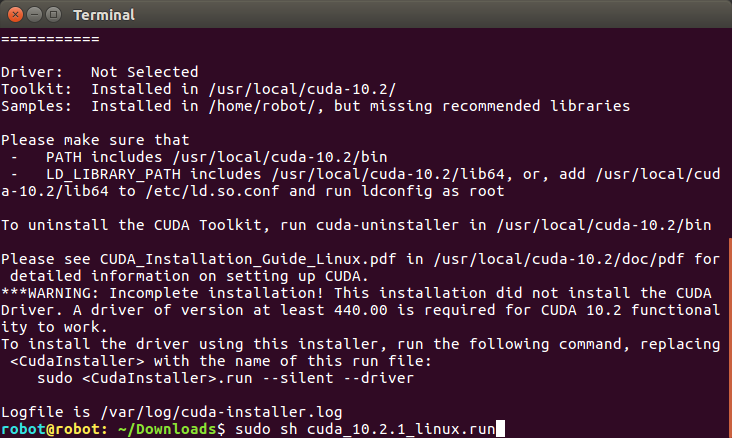 Terminal
===========
Driver:   Not Selected
Toolkit:  Installed in /usr/local/cuda-10.2/
Samples:  Installed in /home/robot/, but missing recommended libraries
Please make sure that
 -   PATH includes /usr/local/cuda-10.2/bin
 -   LD_LIBRARY_PATH includes /usr/local/cuda-10.2/lib64, or, add /usr/local/cud
a-10.2/lib64 to /etc/ld.so.conf and run ldconfig as root
To uninstall the CUDA Toolkit, run cuda-uninstaller in /usr/local/cuda-10.2/bin
Please see CUDA_Installation_Guide_Linux.pdf in /usr/local/cuda-10.2/doc/pdf for
 detailed information on setting up CUDA.
***WARNING: Incomplete installation! This installation did not install the CUDA
Driver. A driver of version at least 440.00 is required for CUDA 10.2 functional
ity to work.
To install the driver using this installer, run the following command, replacing
 <CudaInstaller> with the name of this run file:
    sudo <CudaInstaller>.run --silent --driver
Logfile is /var/log/cuda-installer.log
robot@robot: ~/Downloads$ sudo sh cuda_10.2.1_linux.run